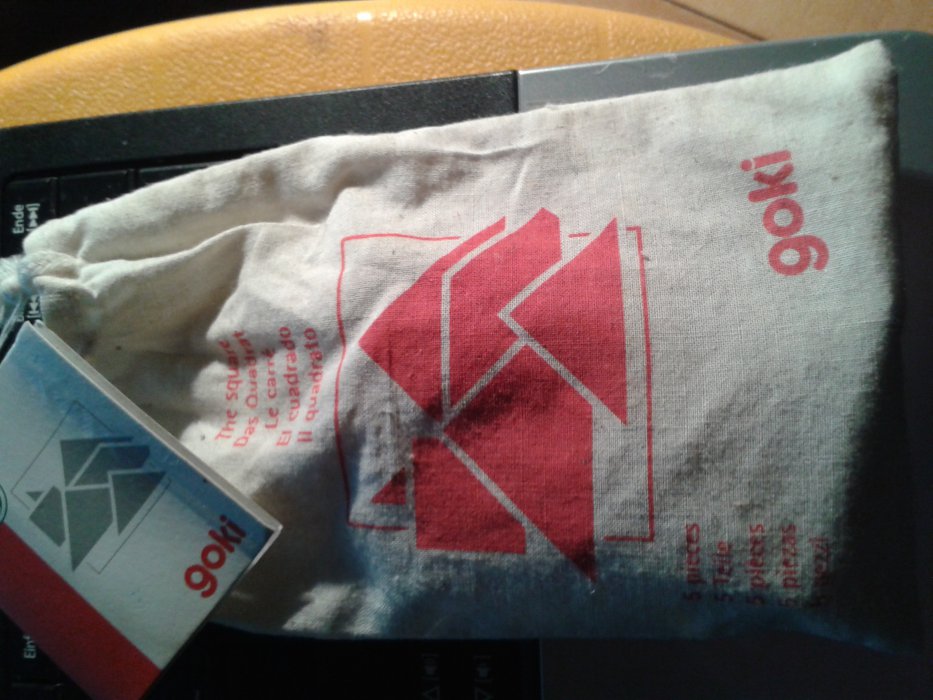 goki
The square
Das Quadrat
Le carré
El cuadrado
Il quadrato
5 pieces
5 Teile
5 pièces
5 piezas
goki
Ende